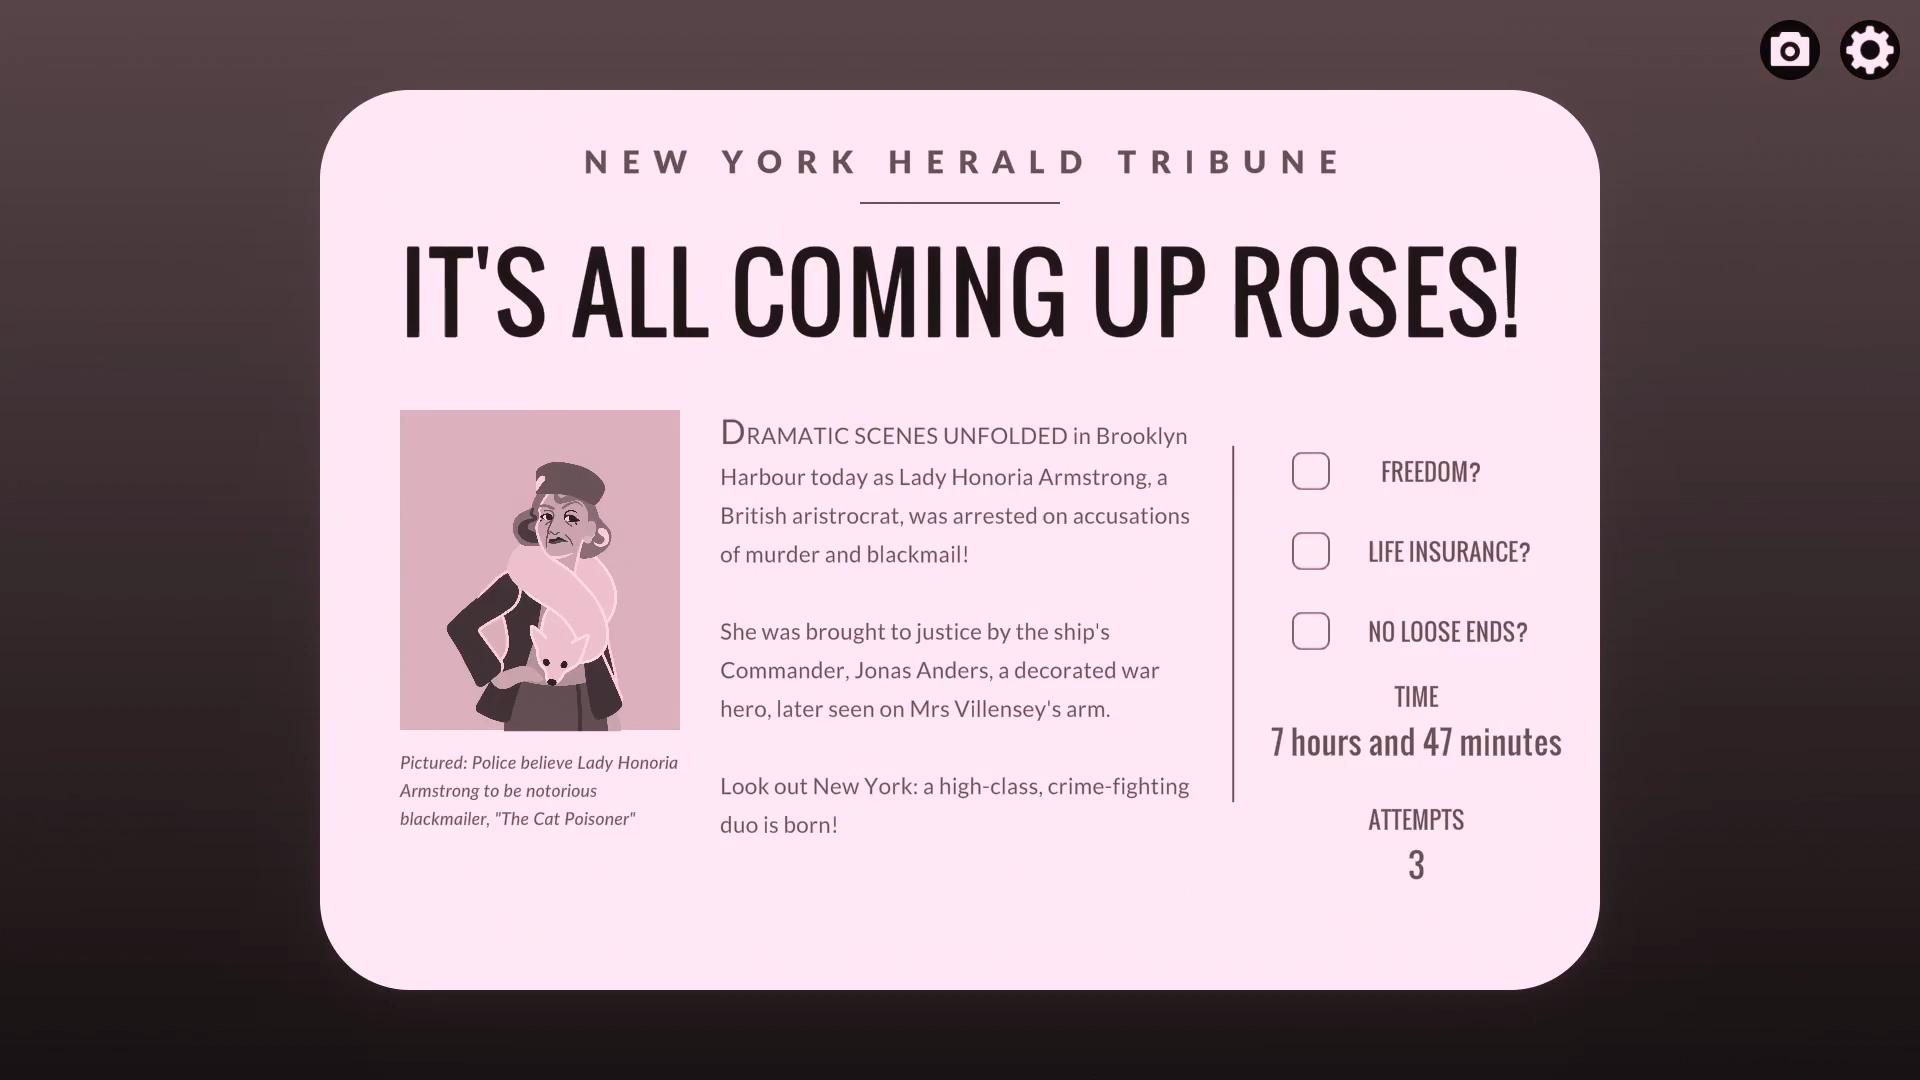 NEW YORK HERALD TRIBUNE
IT'S ALL COMING UP ROSES!
DRAMATIC SCENES UNFOLDED in Brooklyn
Harbour today as Lady Honoria Armstrong, a
British aristrocrat, was arrested on accusations
of murder and blackmail!
She was brought to justice by the ship's
Commander, Jonas Anders, a decorated war
hero, later seen on Mrs Villensey's arm.
Look out New York: a high-class, crime-fighting
duo is born!
Pictured: Police believe Lady Honoria
Armstrong to be notorious
blackmailer, "The Cat Poisoner"
FREEDOM?
LIFE INSURANCE?
NO LOOSE ENDS?
TIME
7 hours and 47 minutes
ATTEMPTS
3